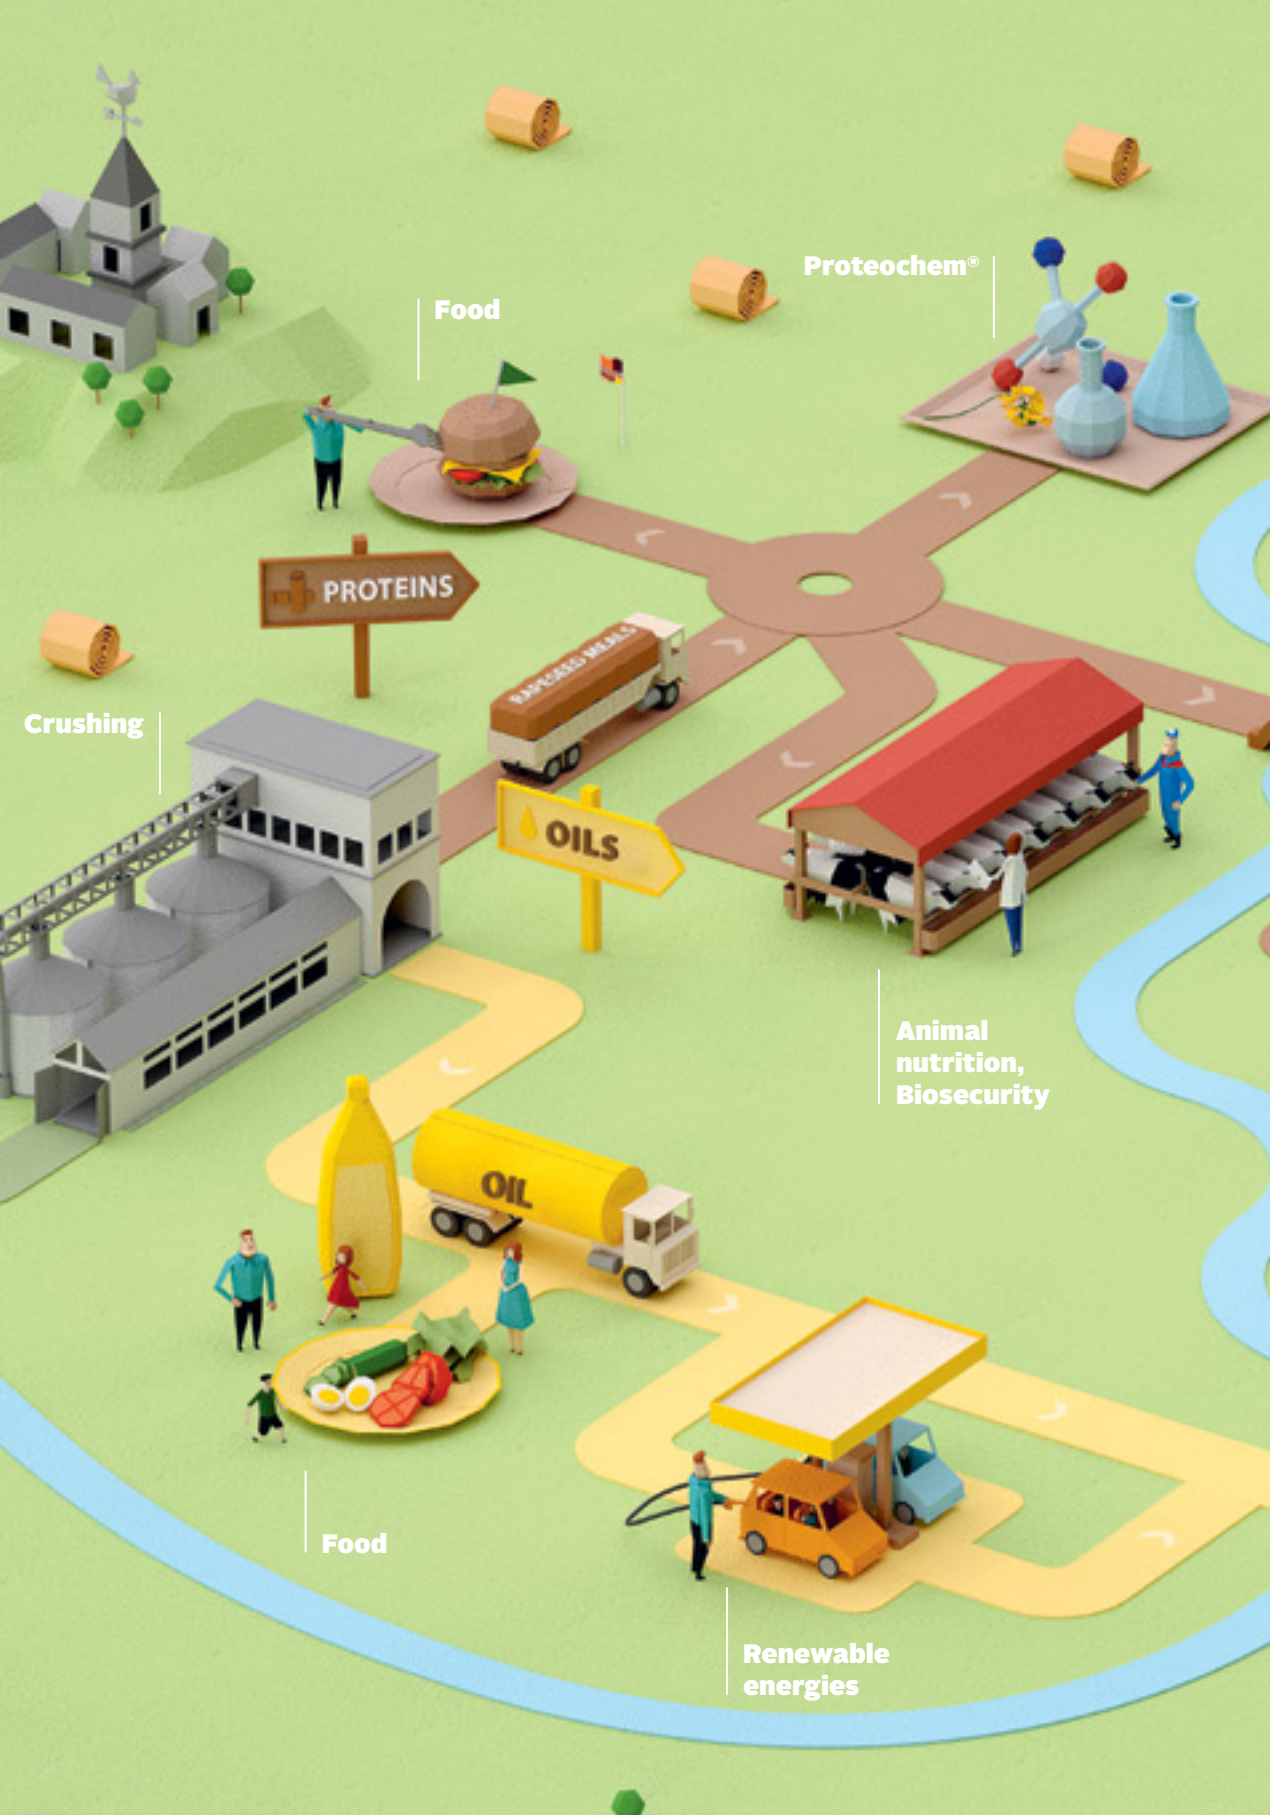 Proteochem®
Food
PROTEINS
RAPESEED MEALS
Crushing
OILS
Animal
nutrition,
Biosecurity
OIL
Food
Renewable
energies